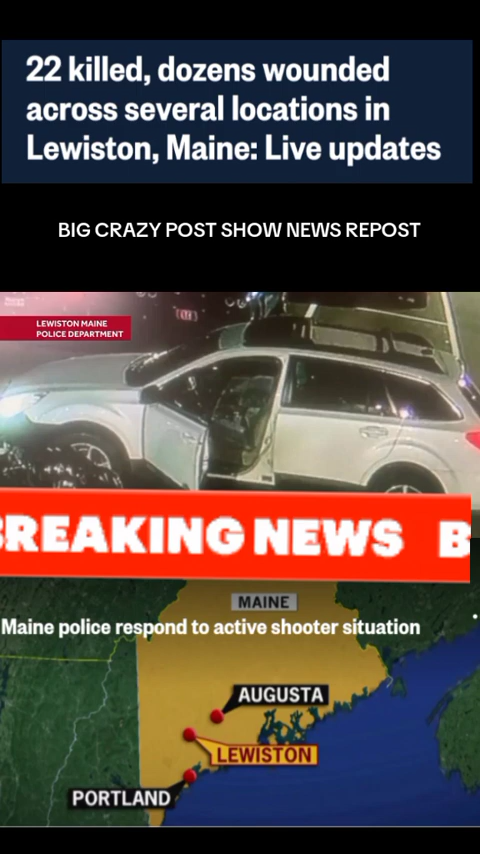 22 killed, dozens wounded
across several locations in
Lewiston, Maine: Live updates
BIG CRAZY POST SHOW NEWS REPOST
LEWISTON MAINE
POLICE DEPARTMENT
BREAKING NEWS B
MAINE
Maine police respond to active shooter situation
AUGUSTA
LEWISTON
PORTLAND